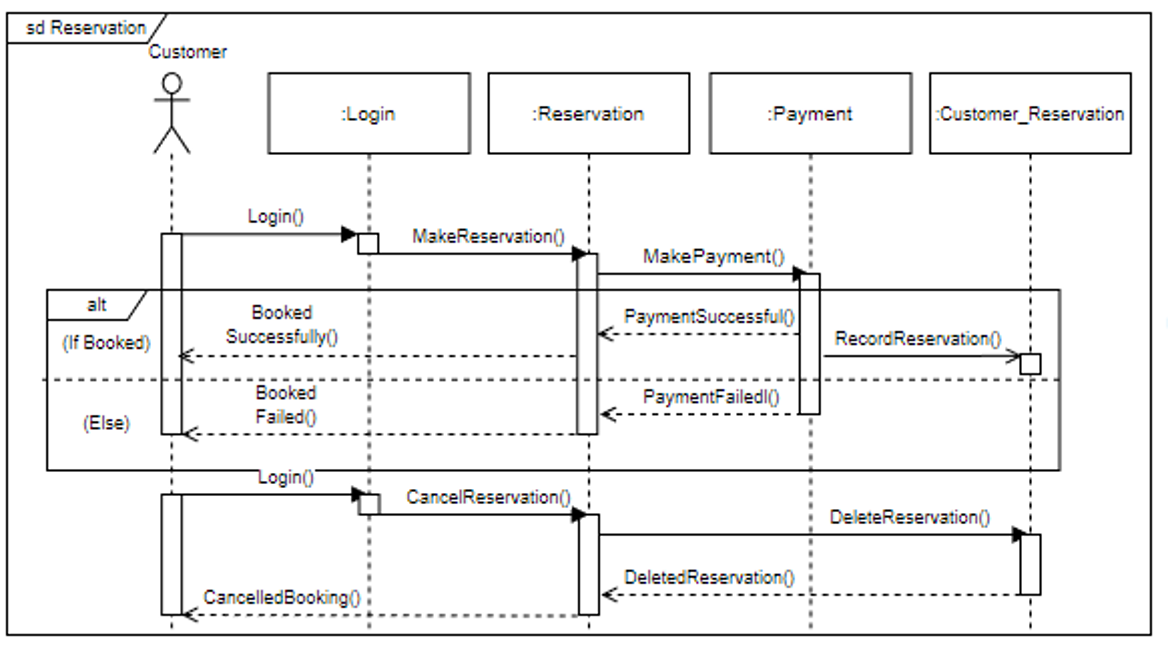 sd Reservation
Customer
:Login
:Reservation
:Payment
:Customer_Reservation
Login()
MakeReservation()
MakePayment()
alt
(If Booked)
Booked
Successfully()
PaymentSuccessful()
RecordReservation()
(Else)
Booked
Failed()
PaymentFailedl()
Login()
CancelReservation()
DeleteReservation()
DeletedReservation()
CancelledBooking()